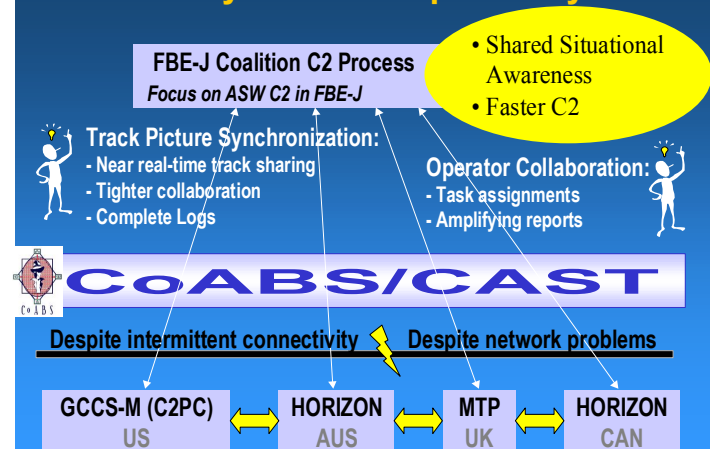 FBE-J Coalition C2 Process
Focus on ASW C2 in FBE-J
• Shared Situational
Awareness
• Faster C2
Track Picture Synchronization:
- Near real-time track sharing
- Tighter collaboration
- Complete Logs
Operator Collaboration:
- Task assignments
- Amplifying reports
CoABS
CoABS/CAST
Despite intermittent connectivity
Despite network problems
GCCS-M (C2PC)
US
HORIZON
AUS
MTP
UK
HORIZON
CAN